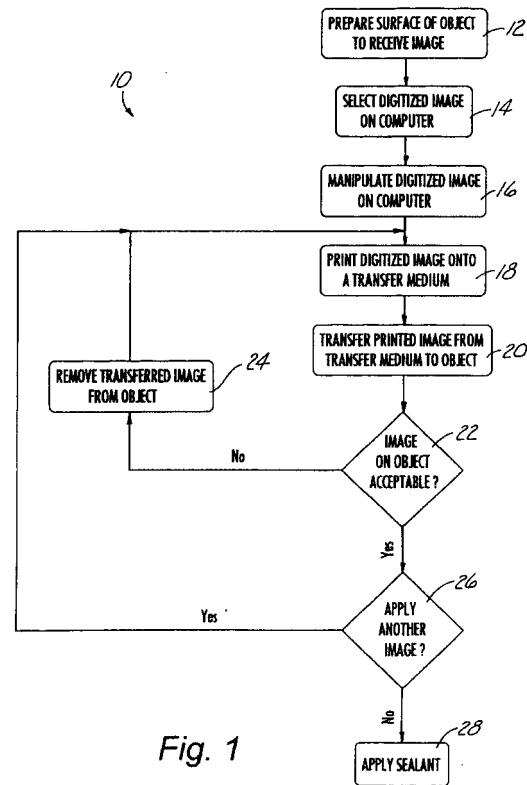 PREPARE SURFACE OF OBJECT
TO RECEIVE IMAGE
12
10
SELECT DIGITIZED IMAGE
ON COMPUTER
14
MANIPULATE DIGITIZED IMAGE
ON COMPUTER
16
PRINT DIGITIZED IMAGE ONTO
A TRANSFER MEDIUM
18
TRANSFER PRINTED IMAGE FROM
TRANSFER MEDIUM TO OBJECT
20
REMOVE TRANSFERRED IMAGE
FROM OBJECT
24
IMAGE
ON OBJECT
ACCEPTABLE ?
22
No
Yes
APPLY
ANOTHER
IMAGE ?
26
Yes
No
APPLY SEALANT
28
Fig. 1